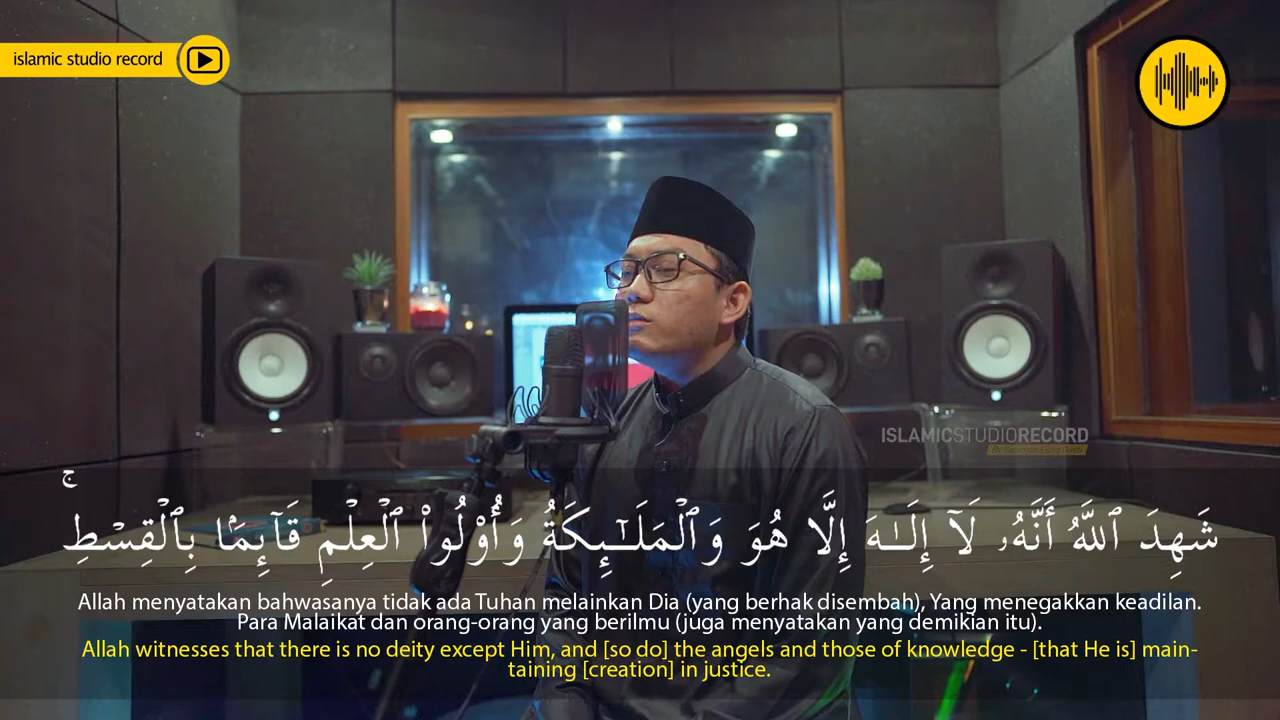 islamic studio record
ISLAMICSTUDIORECORD
شَهِدَ ٱللَّهُ أَنَّهُۥ لَآ إِلَـٰهَ إِلَّا هُوَ وَٱلْمَلَـٰٓئِكَةُ وَأُو۟لُوا۟ ٱلْعِلْمِ قَآئِمًۢا بِٱلْقِسْطِ ۚ
Allah menyatakan bahwasanya tidak ada Tuhan melainkan Dia (yang berhak disembah), Yang menegakkan keadilan.
Para Malaikat dan orang-orang yang berilmu (juga menyatakan yang demikian itu).
Allah witnesses that there is no deity except Him, and [so do] the angels and those of knowledge - [that He is] main-
taining [creation] in justice.